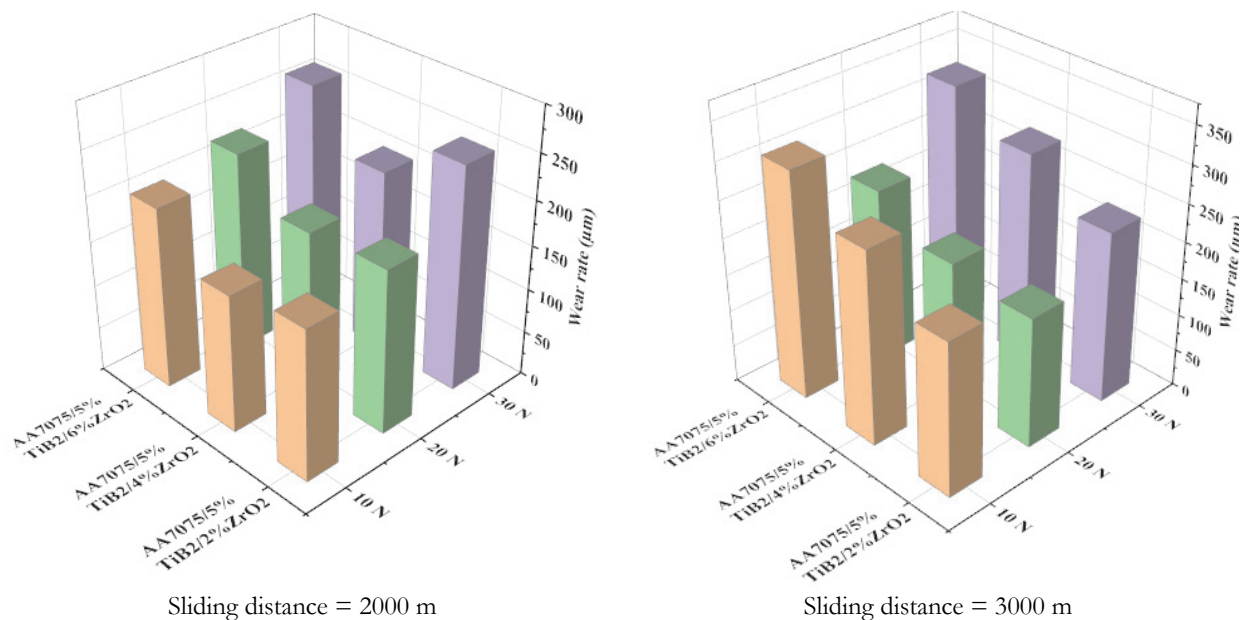 300
250
200
150
100
50
0
Wear rate (µm)
AA7075/5%
TiB2/6%ZrO2
AA7075/5%
TiB2/4%ZrO2
AA7075/5%
TiB2/2%ZrO2
10 N
20 N
30 N
Sliding distance = 2000 m
350
300
250
200
150
100
50
0
Wear rate (µm)
AA7075/5%
TiB2/6%ZrO2
AA7075/5%
TiB2/4%ZrO2
AA7075/5%
TiB2/2%ZrO2
10 N
20 N
30 N
Sliding distance = 3000 m